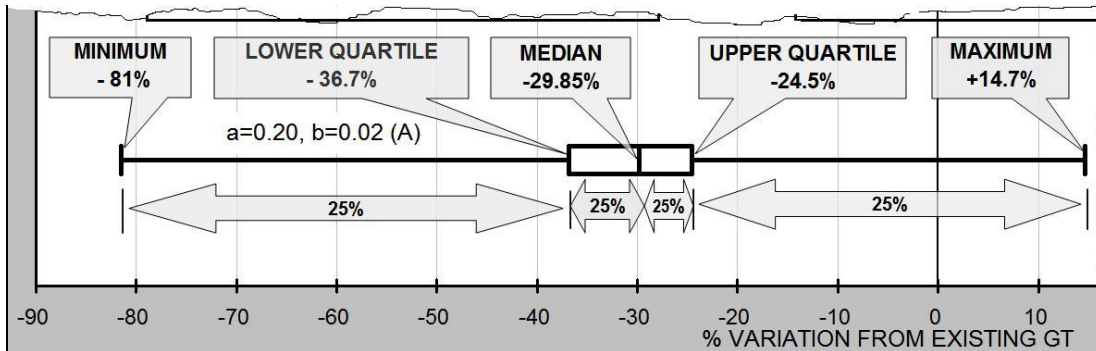 MINIMUM
- 81%
LOWER QUARTILE
- 36.7%
MEDIAN
-29.85%
UPPER QUARTILE
-24.5%
MAXIMUM
+14.7%
a=0.20, b=0.02 (A)
25%
25%
25%
25%
-90 -80 -70 -60 -50 -40 -30 -20 -10 0 10
% VARIATION FROM EXISTING GT